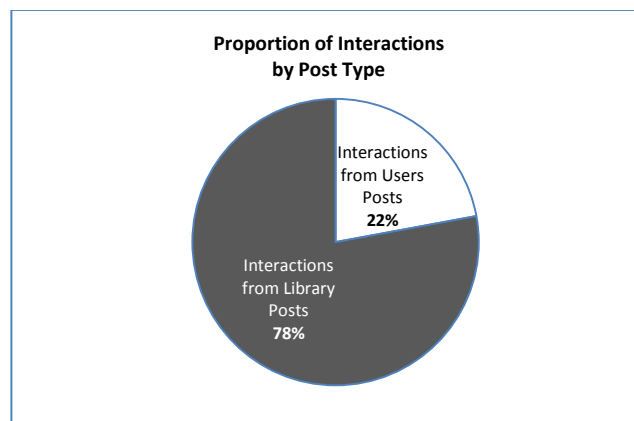 Proportion of Interactions
by Post Type
Interactions
from Users
Posts
22%
Interactions
from Library
Posts
78%